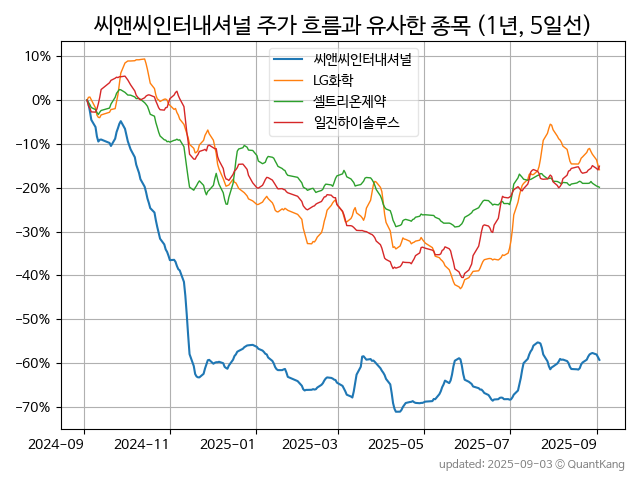 씨앤씨인터내셔널 주가 흐름과 유사한 종목 (1년, 5일선)
10%
0%
−10%
−20%
−30%
−40%
−50%
−60%
−70%
씨앤씨인터내셔널
LG화학
셀트리온제약
일진하이솔루스
2024-09
2024-11
2025-01
2025-03
2025-05
2025-07
2025-09
updated: 2025-09-03 © QuantKang